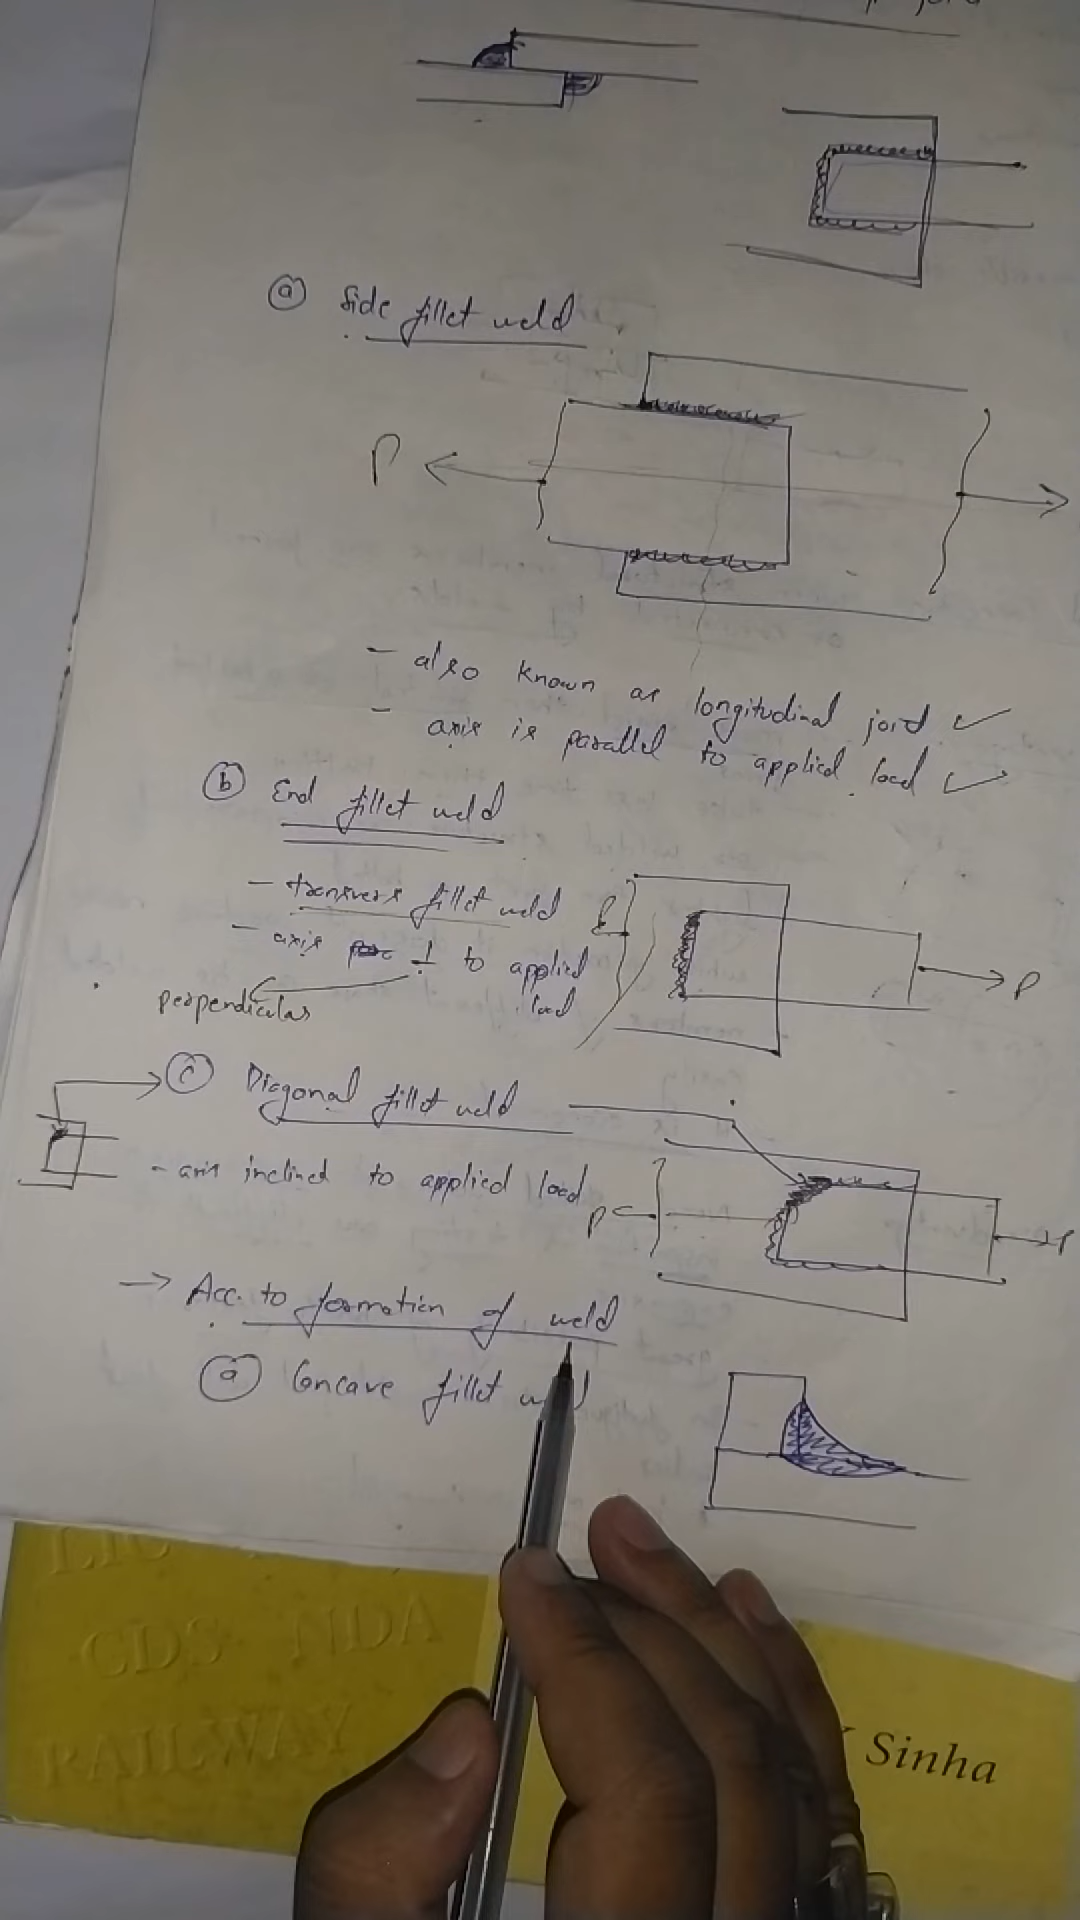 (a) Side fillet weld
P
- also known as longitudinal joint ✓
- axis is parallel to applied load ✓
(b) End fillet weld
- transvers fillet weld
- axis ⊥ to applied load
perpendicular
P
(c) Diagonal fillet weld
- axis inclined to applied load
P
P
→ Acc. to formation of weld
(a) Concave fillet weld
LIC
CDS NDA
RAILWAY
Sinha